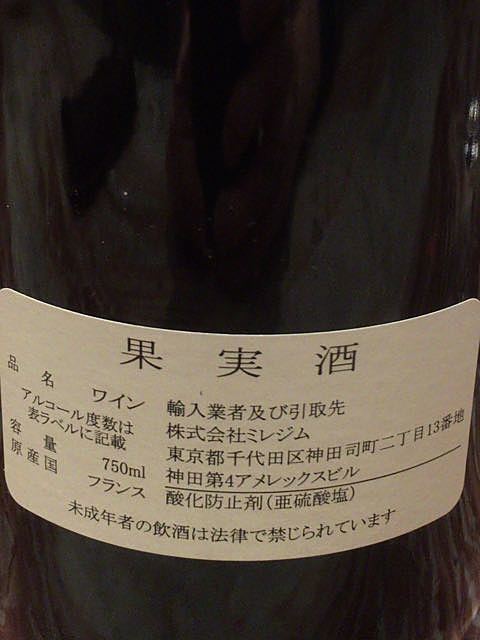 果実酒
品名 ワイン
アルコール度数は
表ラベルに記載
容量 750ml
原産国 フランス
輸入業者及び引取先
株式会社ミレジム
東京都千代田区神田司町二丁目13番地
神田第4アメレックスビル
酸化防止剤(亜硫酸塩)
未成年者の飲酒は法律で禁じられています